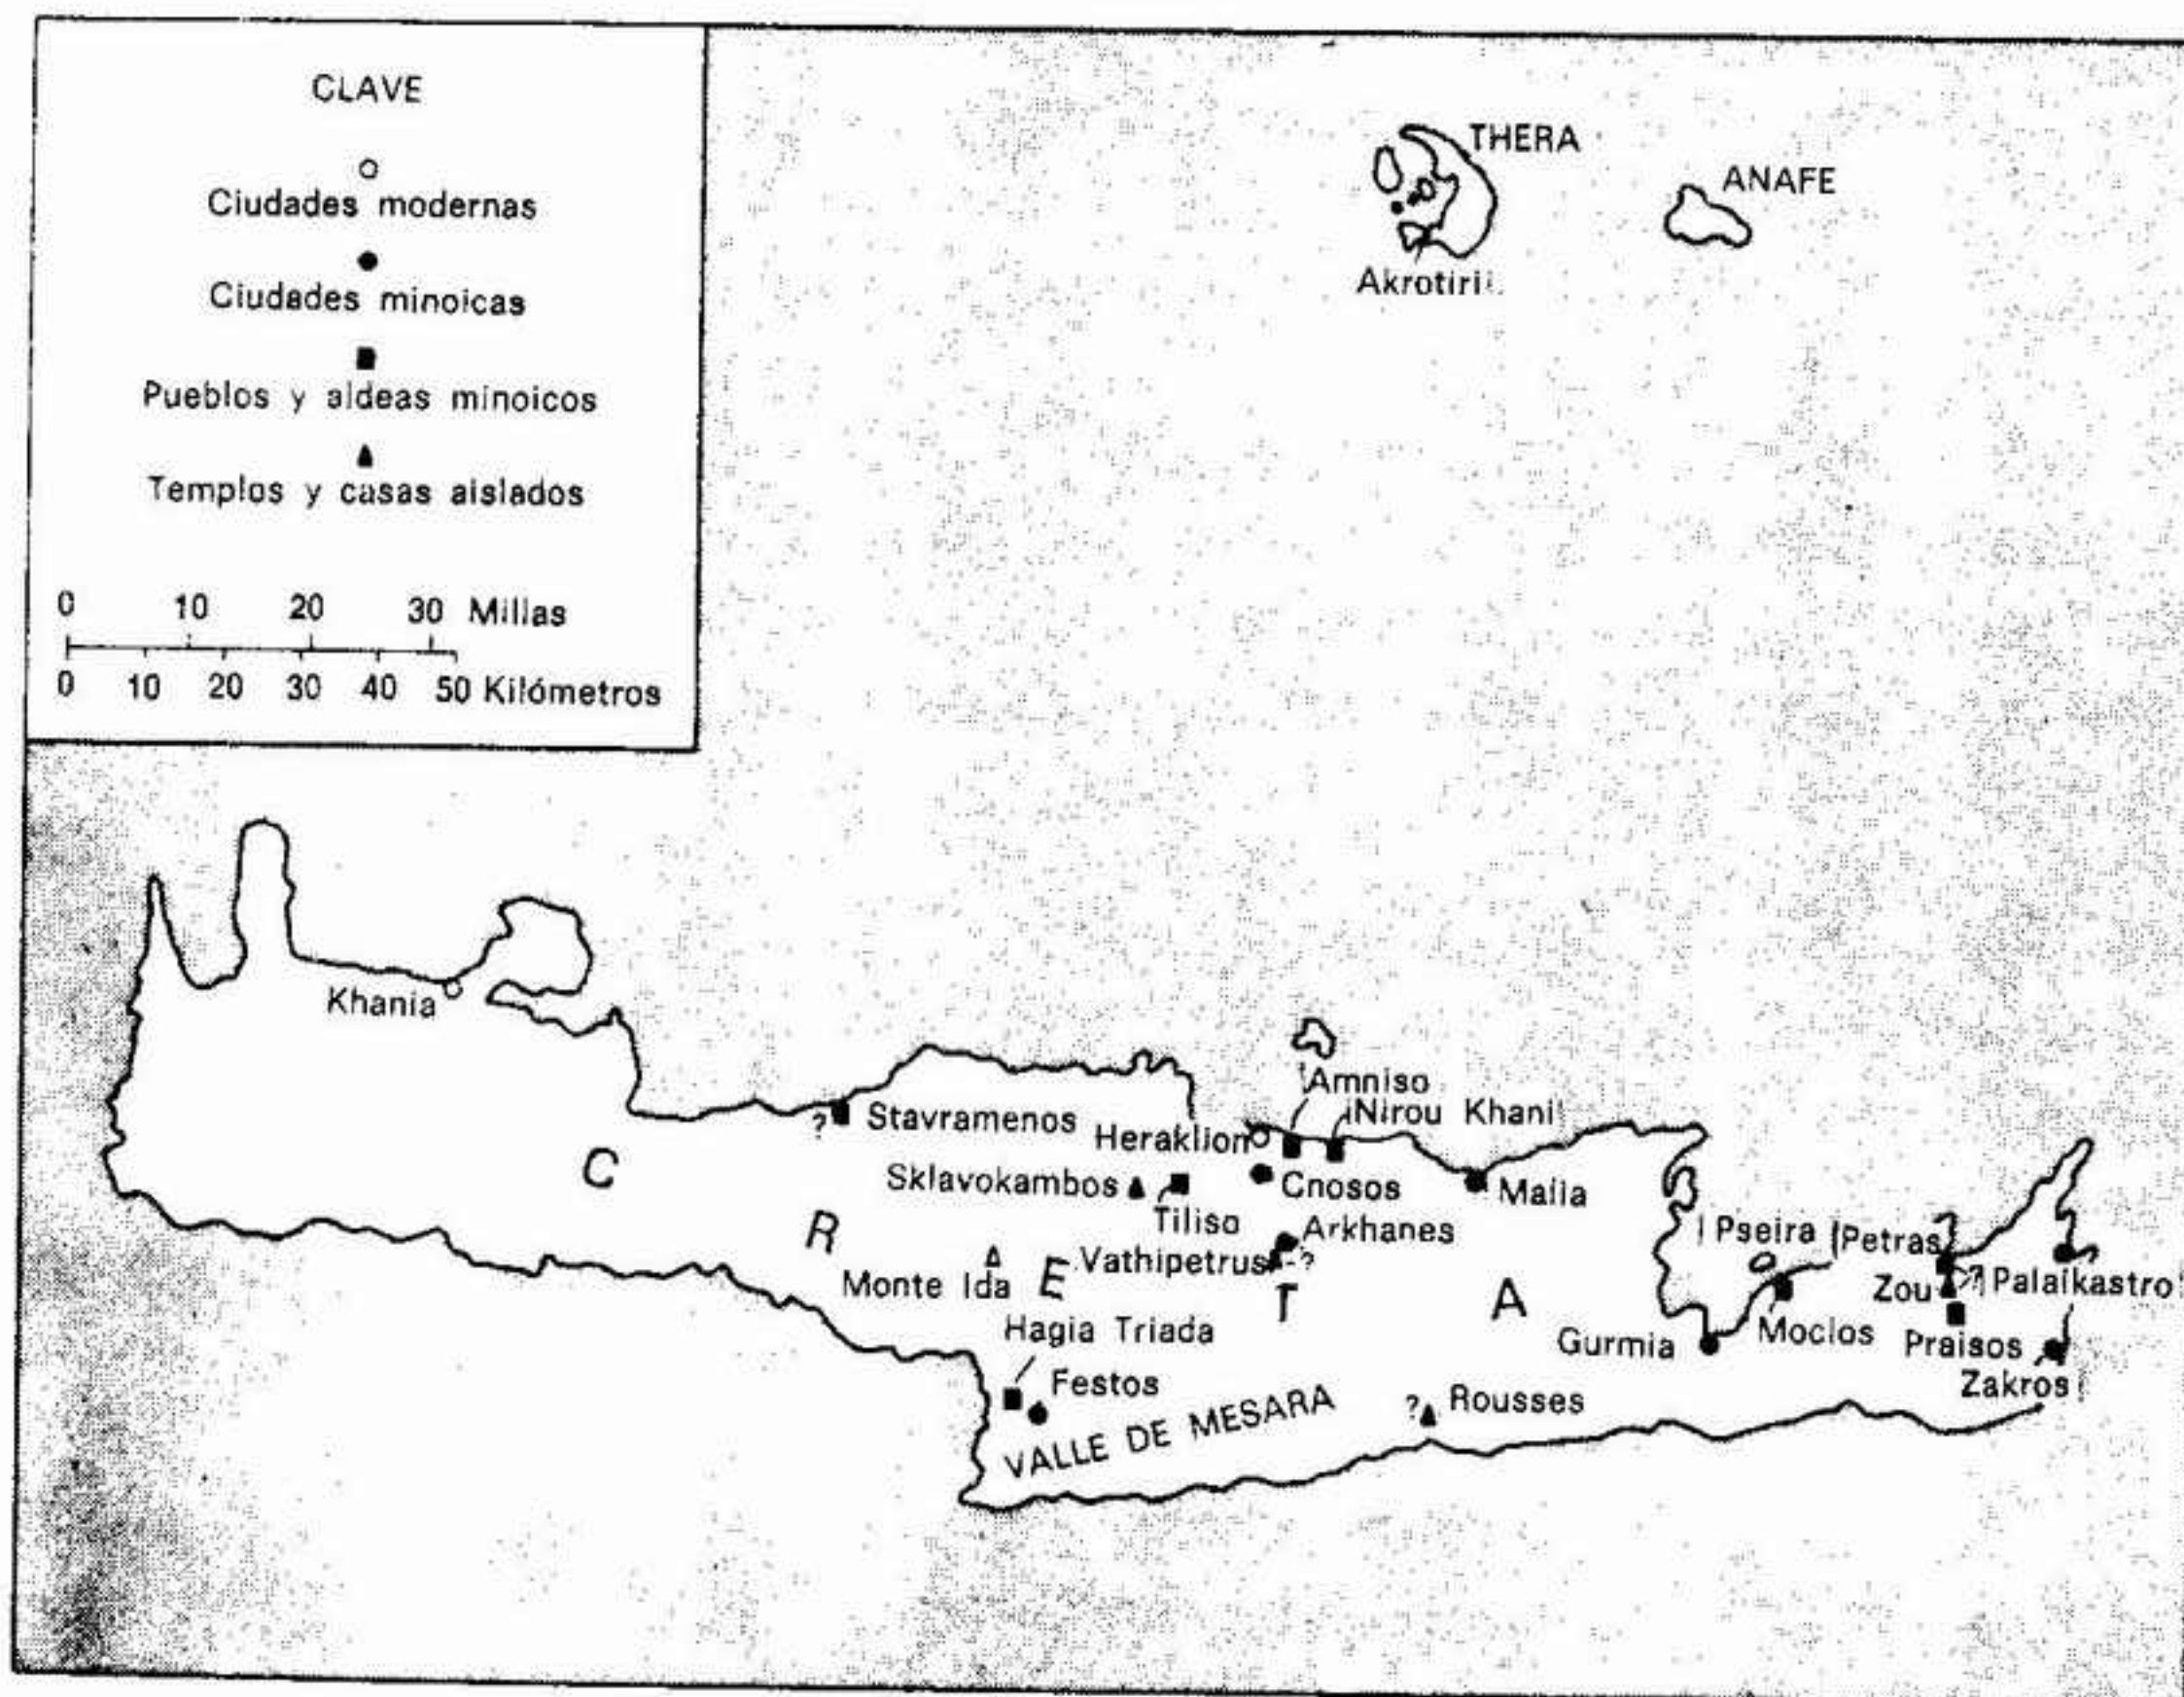 CLAVE
Ciudades modernas
Ciudades minoicas
Pueblos y aldeas minoicos
Templos y casas aislados
0 10 20 30 Millas
0 10 20 30 40 50 Kilómetros
THERA
ANAFE
Akrotiri
Khania
Amniso
Nirou Khani
? Stavramenos
Heraklion
Sklavokambos
Cnosos
Malia
Tiliso
Arkhanes
Vathipetrus ?
Pseira
Petras
Monte Ida
Zou ?
Palaikastro
C R E T A
Hagia Triada
Gurmia
Moclos
Praisos
Festos
Zakros
VALLE DE MESARA
? Rousses